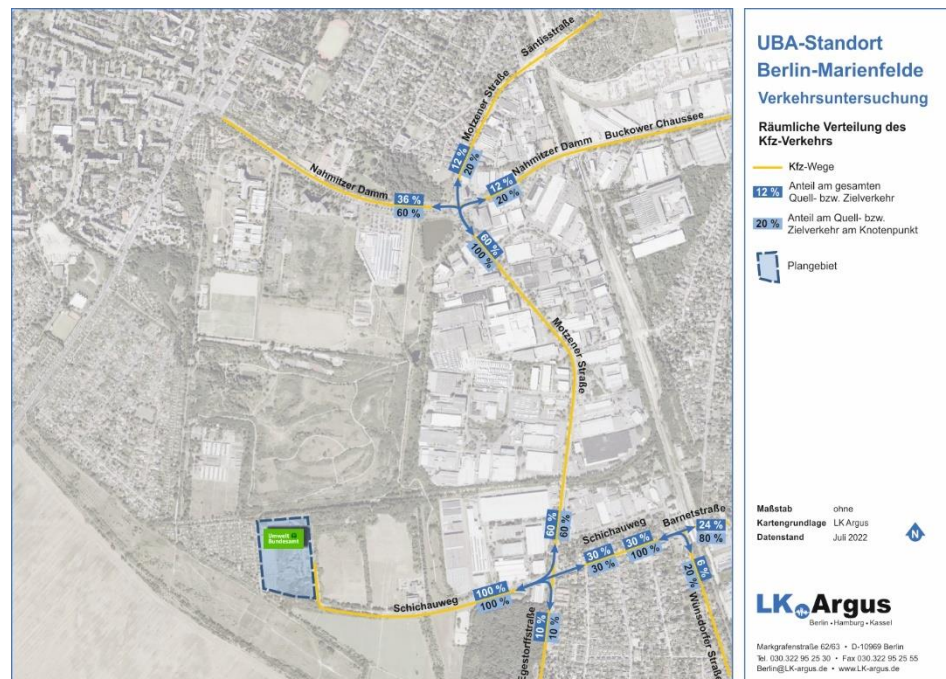 Säntisstraße
Motzener Straße
12 %
20 %
Buckower Chaussee
Nahmitzer Damm
12 %
20 %
Nahmitzer Damm
36 %
60 %
60 %
100 %
Motzener Straße
Umwelt
Bundesamt
60 %
60 %
Schichauweg
30 %
30 %
30 %
100 %
Barnetstraße
24 %
80 %
6 %
20 %
Wünsdorfer Straße
Schichauweg
100 %
100 %
10 %
10 %
Egestorffstraße
UBA-Standort
Berlin-Marienfelde
Verkehrsuntersuchung
Räumliche Verteilung des
Kfz-Verkehrs
Kfz-Wege
12 % Anteil am gesamten
Quell- bzw. Zielverkehr
20 % Anteil am Quell- bzw.
Zielverkehr am Knotenpunkt
Plangebiet
Maßstab ohne
Kartengrundlage LK Argus
Datenstand Juli 2022
N
LK Argus
Berlin • Hamburg • Kassel
Markgrafenstraße 62/63 • D-10969 Berlin
Tel. 030.322 95 25 30 • Fax 030.322 95 25 55
Berlin@LK-argus.de • www.LK-argus.de